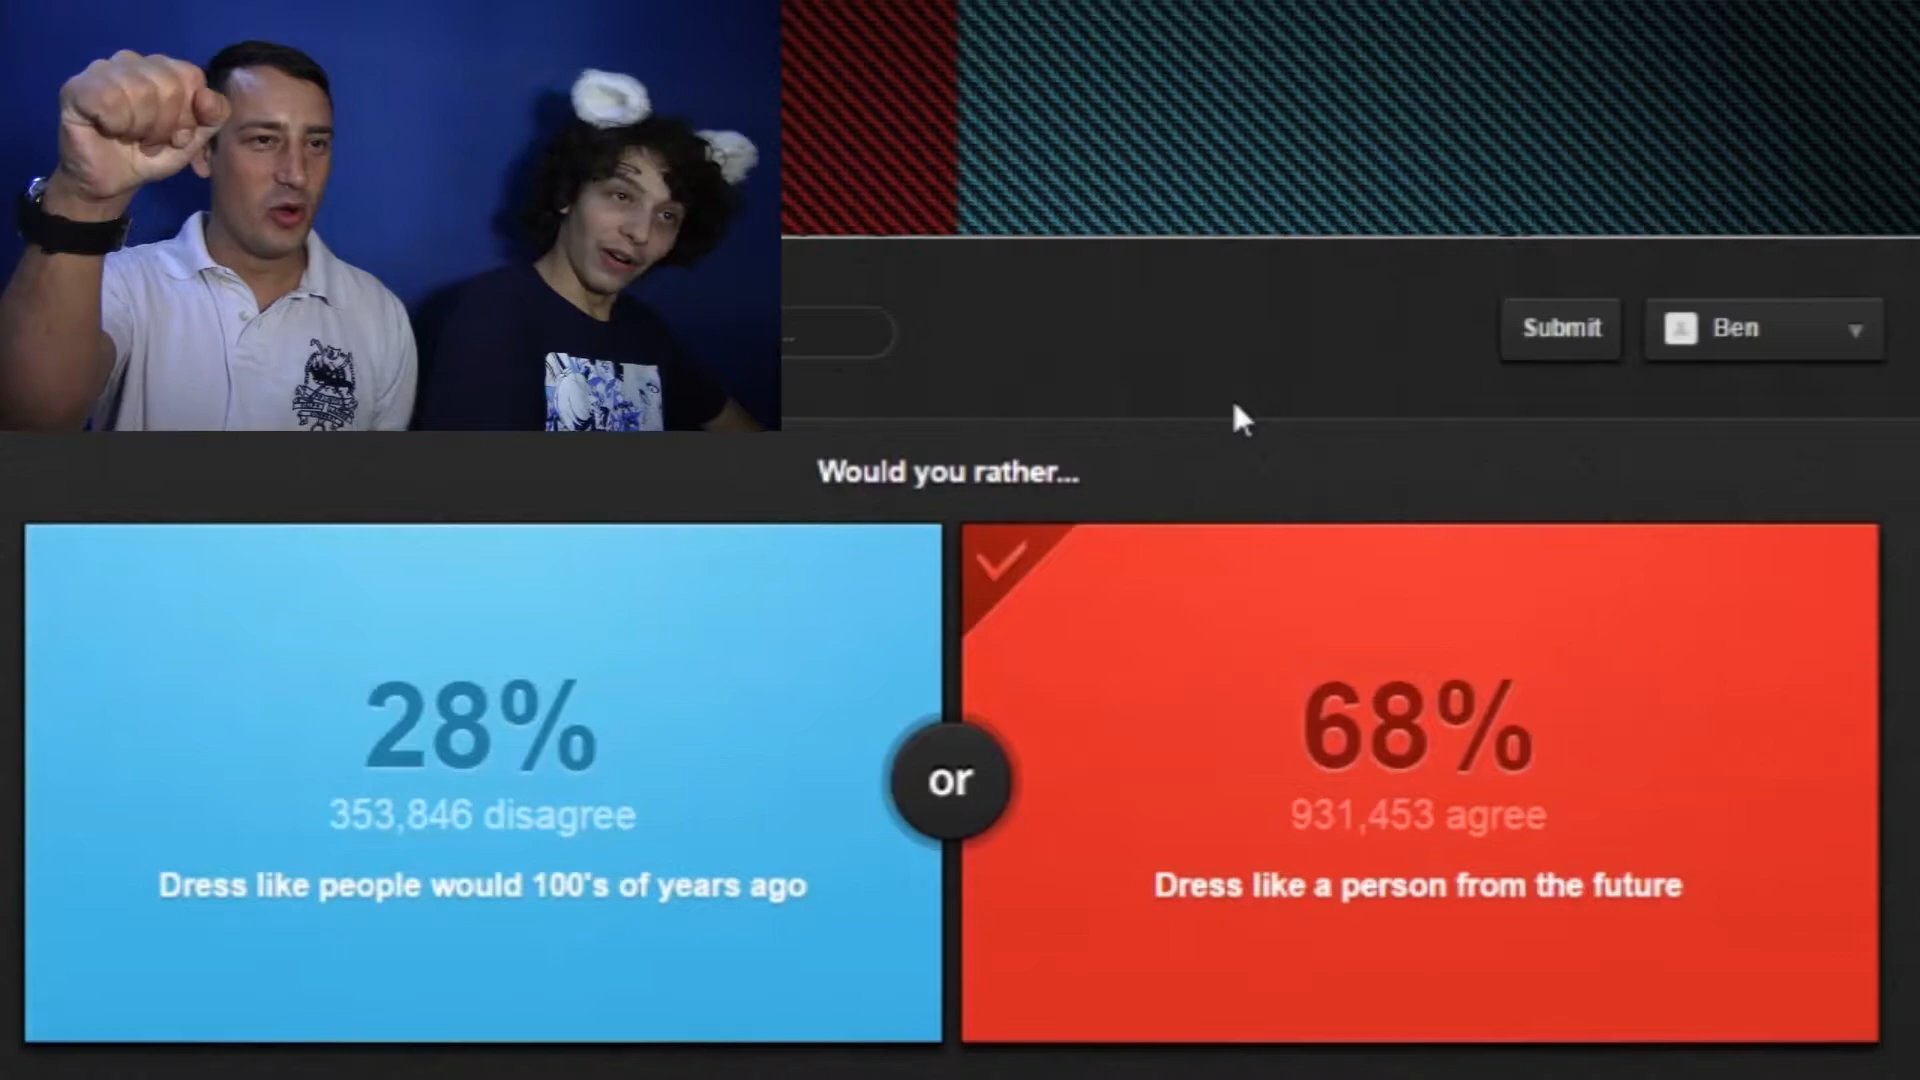 Submit
Ben
Would you rather...
28%
353,846 disagree
Dress like people would 100's of years ago
or
68%
931,453 agree
Dress like a person from the future